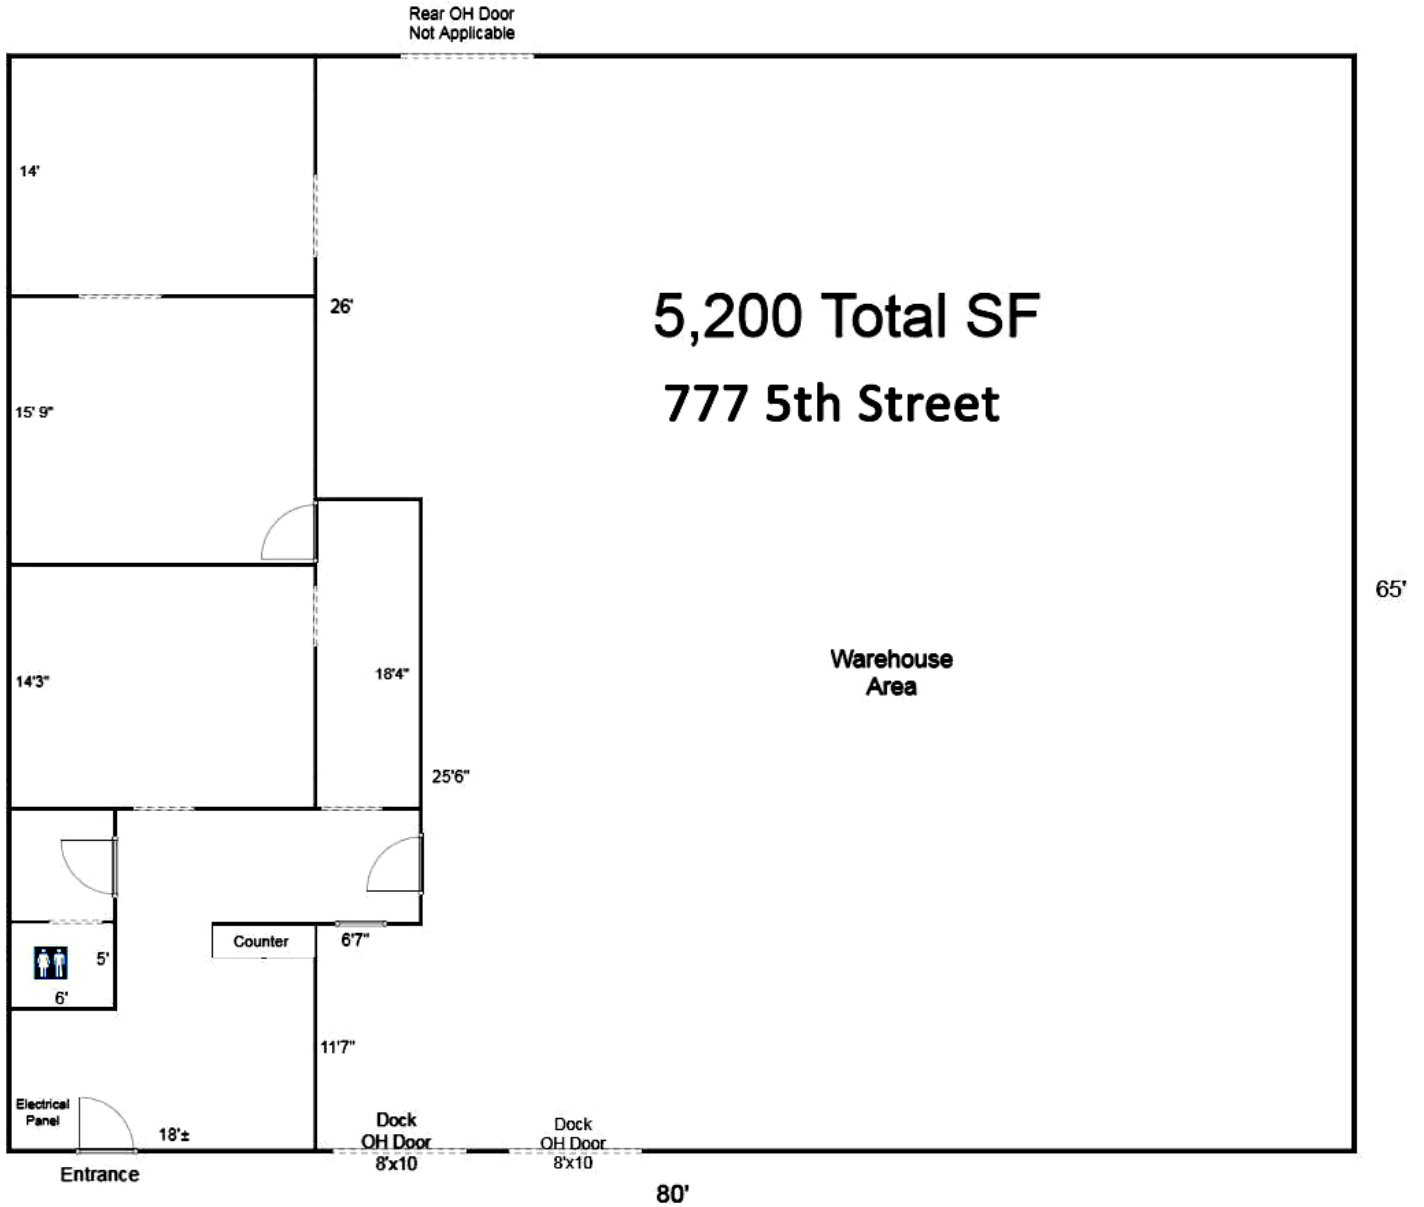 Rear OH Door
Not Applicable
14'
26'
5,200 Total SF
777 5th Street
15' 9"
65'
Warehouse
Area
18'4"
14'3"
25'6"
Counter
6'7"
5'
6'
11'7"
Electrical
Panel
18'±
Dock
OH Door
8'x10
Dock
OH Door
8'x10
Entrance
80'